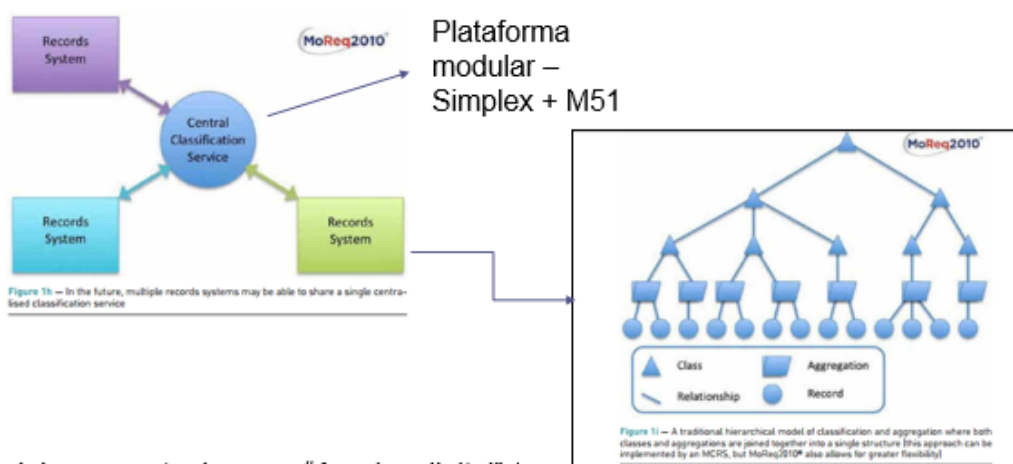 Records
System
MoReq2010
Central
Classification
Service
Records
System
Records
System
Figure 1h — In the future, multiple records systems may be able to share a single centra-
lised classification service
Plataforma
modular –
Simplex + M51
MoReq2010
Class
Aggregation
Relationship
Record
Figure 1i — A traditional hierarchical model of classification and aggregation where both
classes and aggregations are joined together into a single structure (this approach can be
implemented by an MCRS, but MoReq2010® also allows for greater flexibility)